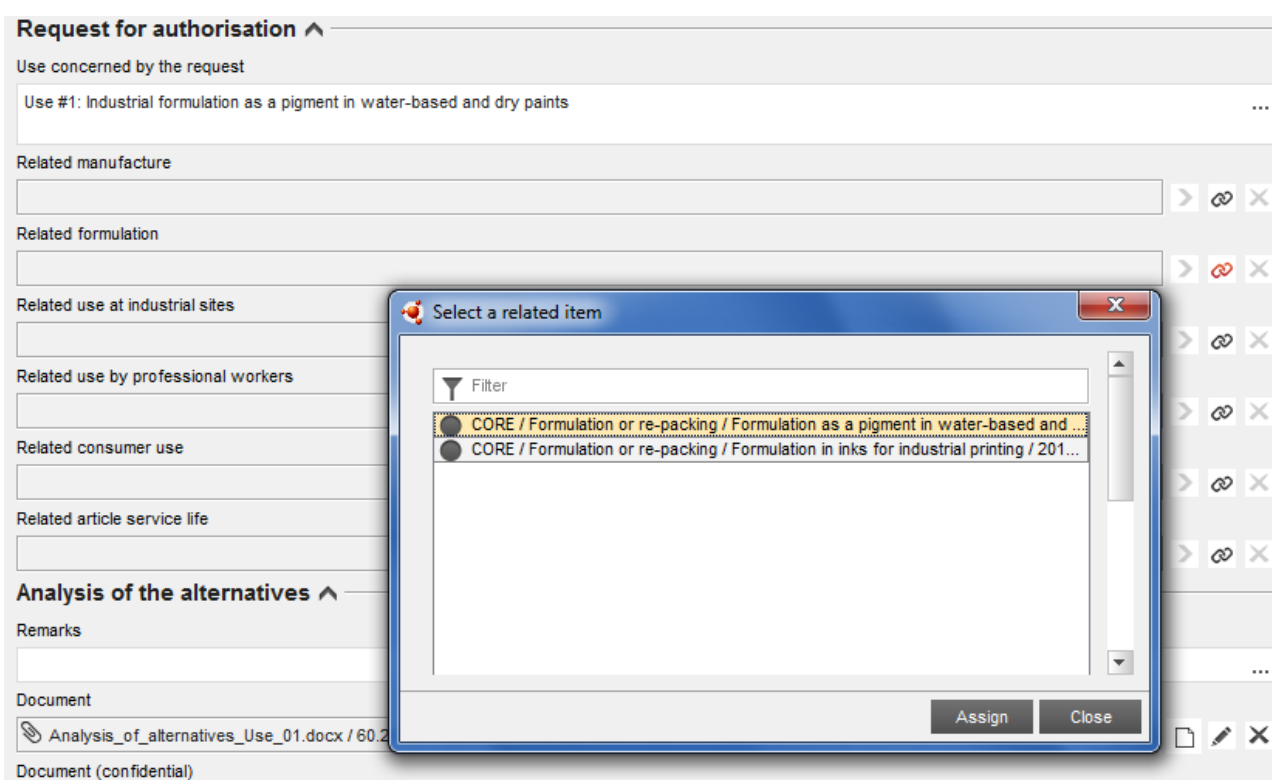 Request for authorisation
Use concerned by the request
Use #1: Industrial formulation as a pigment in water-based and dry paints
...
Related manufacture
Related formulation
Related use at industrial sites
Select a related item
Filter
Related use by professional workers
CORE / Formulation or re-packing / Formulation as a pigment in water-based and ...
CORE / Formulation or re-packing / Formulation in inks for industrial printing / 201...
Related consumer use
Related article service life
Analysis of the alternatives
Remarks
...
Document
Assign Close
Analysis_of_alternatives_Use_01.docx / 60.2
Document (confidential)